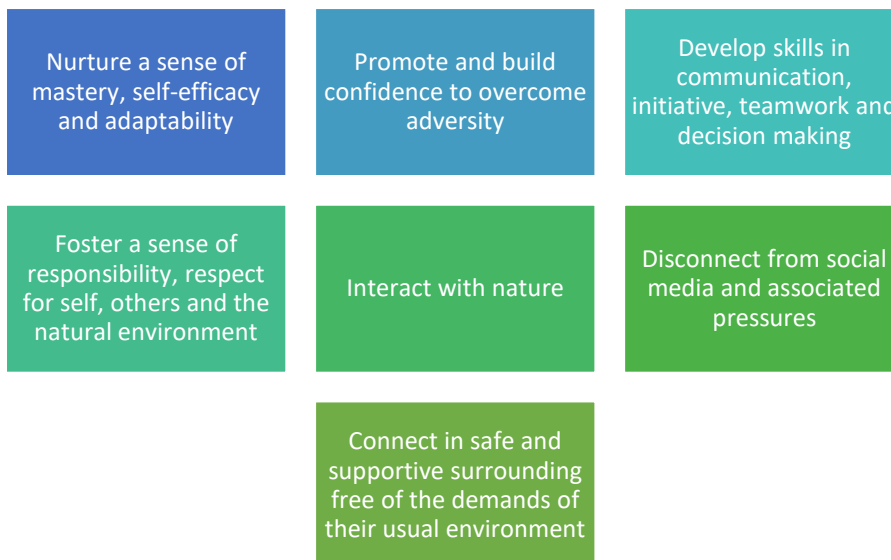 Nurture a sense of
mastery, self-efficacy
and adaptability
Promote and build
confidence to overcome
adversity
Develop skills in
communication,
initiative, teamwork and
decision making
Foster a sense of
responsibility, respect
for self, others and the
natural environment
Interact with nature
Disconnect from social
media and associated
pressures
Connect in safe and
supportive surrounding
free of the demands of
their usual environment